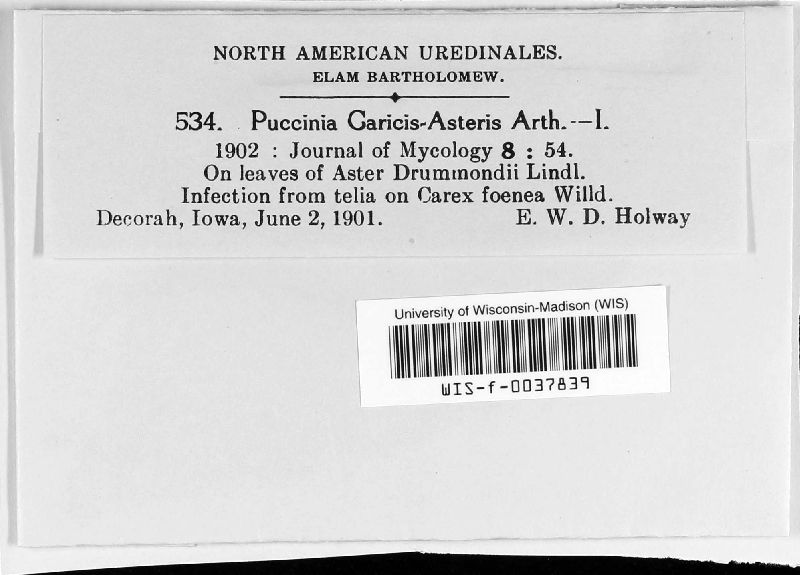 NORTH AMERICAN UREDINALES.
ELAM BARTHOLOMEW.
534. Puccinia Caricis-Asteris Arth.--I.
1902 : Journal of Mycology 8 : 54.
On leaves of Aster Drummondii Lindl.
Infection from telia on Carex foenea Willd.
Decorah, Iowa, June 2, 1901. E. W. D. Holway
University of Wisconsin-Madison (WIS)
WIS-f-0037839